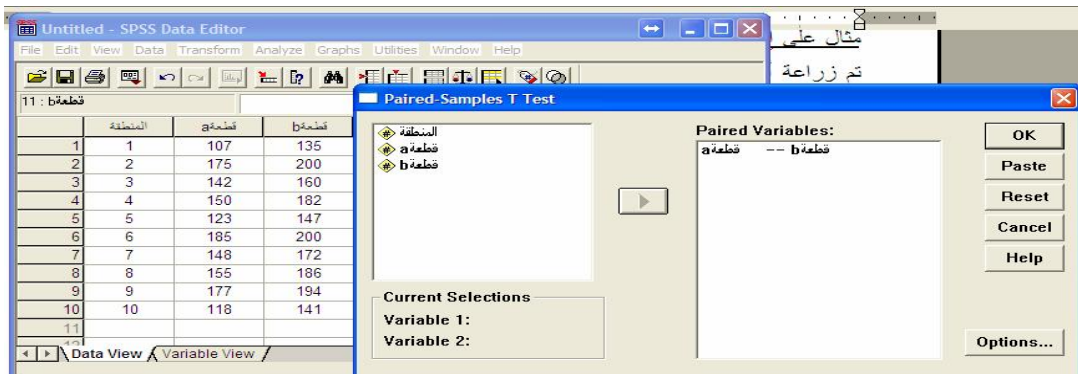 Untitled - SPSS Data Editor
File Edit View Data Transform Analyze Graphs Utilities Window Help
مثال على
تم زراعة
11 : قطعةb
المنطقة قطعةa قطعةb
1 1 107 135
2 2 175 200
3 3 142 160
4 4 150 182
5 5 123 147
6 6 185 200
7 7 148 172
8 8 155 186
9 9 177 194
10 10 118 141
11
Data View Variable View
Paired-Samples T Test
المنطقة
قطعةa
قطعةb
Current Selections
Variable 1:
Variable 2:
Paired Variables:
قطعةa -- قطعةb
OK
Paste
Reset
Cancel
Help
Options...